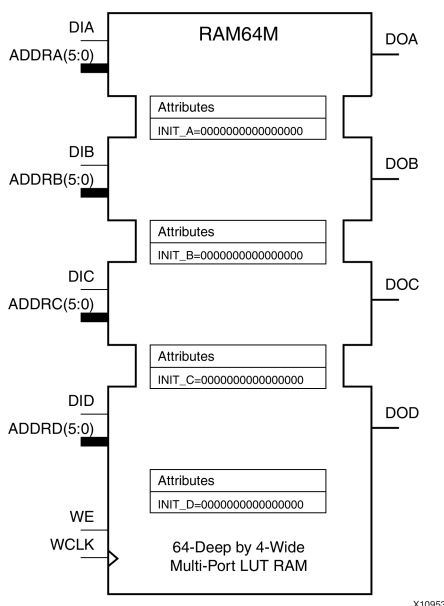 RAM64M
DIA
ADDRA(5:0)
DOA
Attributes
INIT_A=0000000000000000
DIB
ADDRB(5:0)
DOB
Attributes
INIT_B=0000000000000000
DIC
ADDRC(5:0)
DOC
Attributes
INIT_C=0000000000000000
DID
ADDRD(5:0)
DOD
Attributes
INIT_D=0000000000000000
WE
WCLK
64-Deep by 4-Wide
Multi-Port LUT RAM